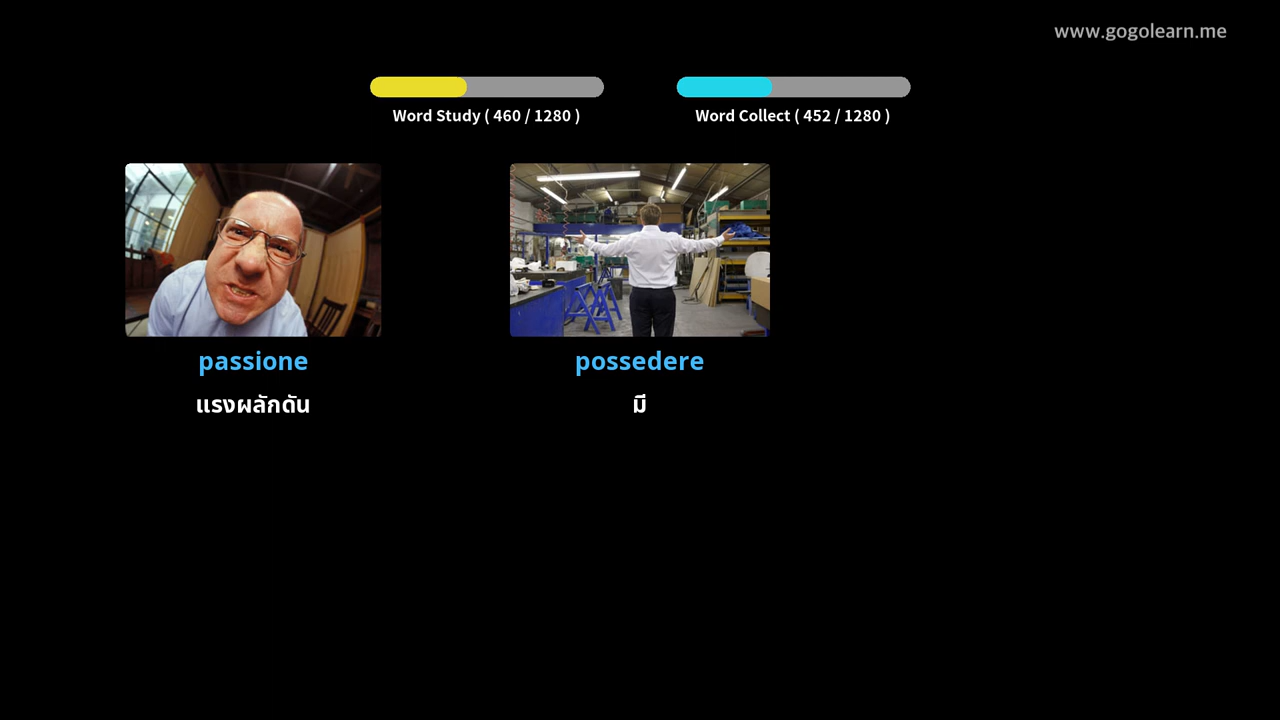 www.gogolearn.me
Word Study ( 460 / 1280 )
Word Collect ( 452 / 1280 )
passione
แรงผลักดัน
possedere
มี